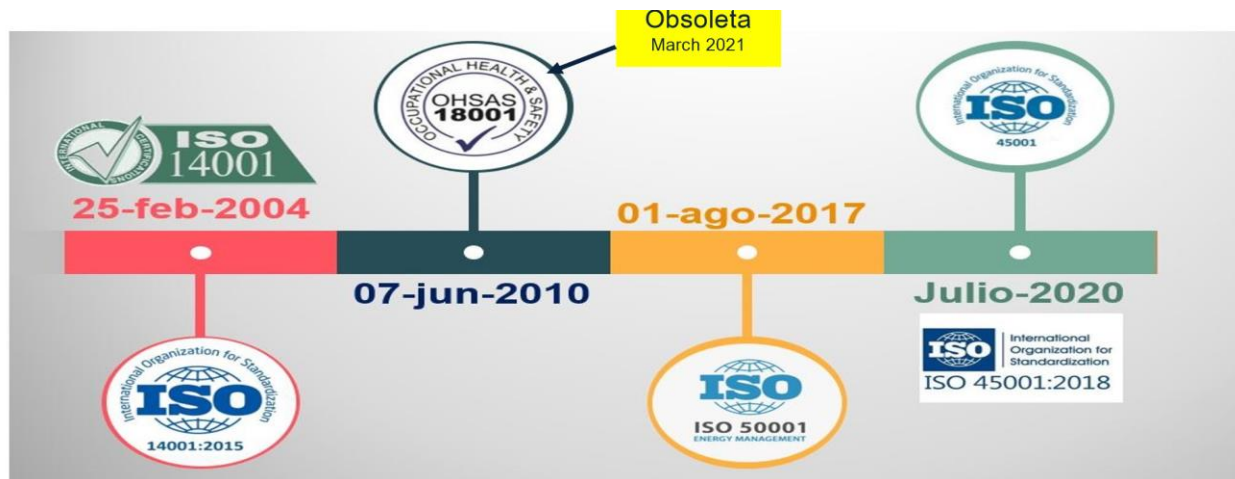 Obsoleta
March 2021
OCCUPATIONAL HEALTH & SAFETY
OHSAS
18001
International Organization for Standardization
ISO
45001
INTERNATIONAL CERTIFICATIONS
ISO
14001
25-feb-2004
01-ago-2017
07-jun-2010
Julio-2020
International Organization for Standardization
ISO
14001:2015
ISO
ISO 50001
ENERGY MANAGEMENT
ISO
International
Organization for
Standardization
ISO 45001:2018